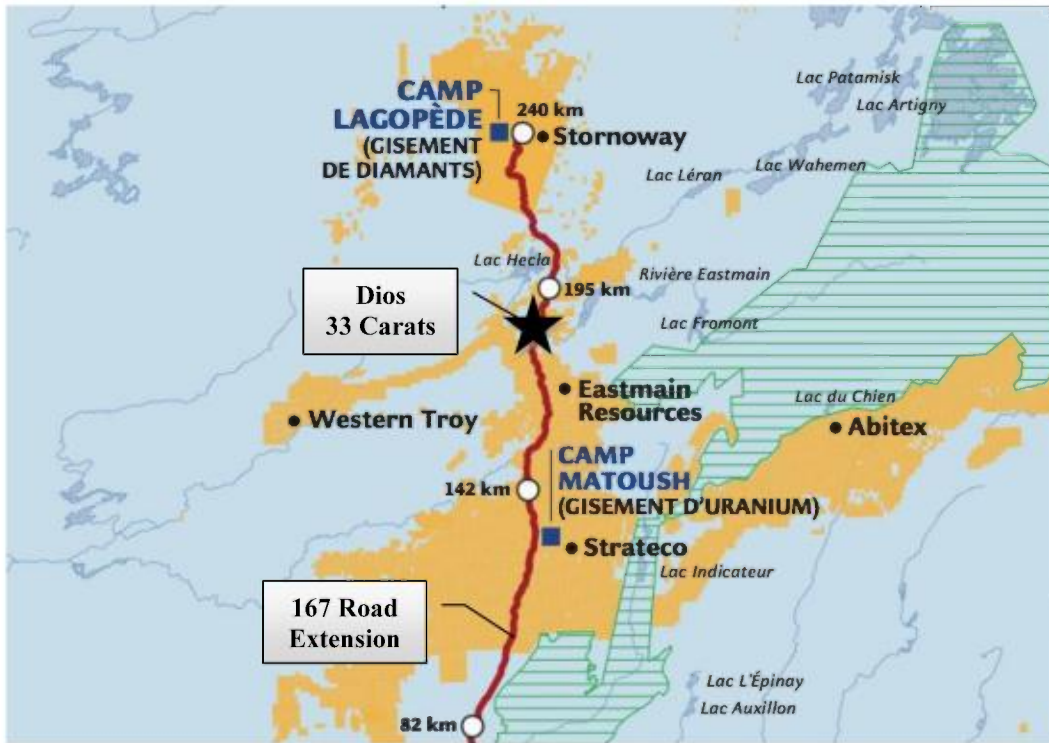 Lac Patamisk
Lac Artigny
CAMP
LAGOPÈDE
(GISEMENT
DE DIAMANTS)
240 km
Stornoway
Lac Wahemen
Lac Léran
Lac Hecla
Rivière Eastmain
195 km
Dios
33 Carats
Lac Fromont
Eastmain
Resources
Lac du Chien
Western Troy
Abitex
CAMP
MATOUSH
(GISEMENT D'URANIUM)
142 km
Strateco
Lac Indicateur
167 Road
Extension
Lac L'Épinay
Lac Auxillon
82 km